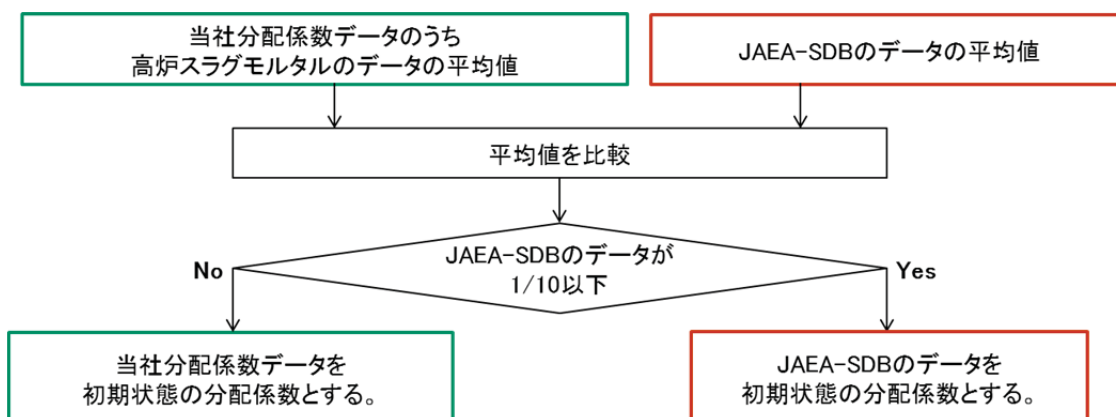 当社分配係数データのうち
高炉スラグモルタルのデータの平均値
JAEA-SDBのデータの平均値
平均値を比較
JAEA-SDBのデータが
1/10以下
No
Yes
当社分配係数データを
初期状態の分配係数とする。
JAEA-SDBのデータを
初期状態の分配係数とする。